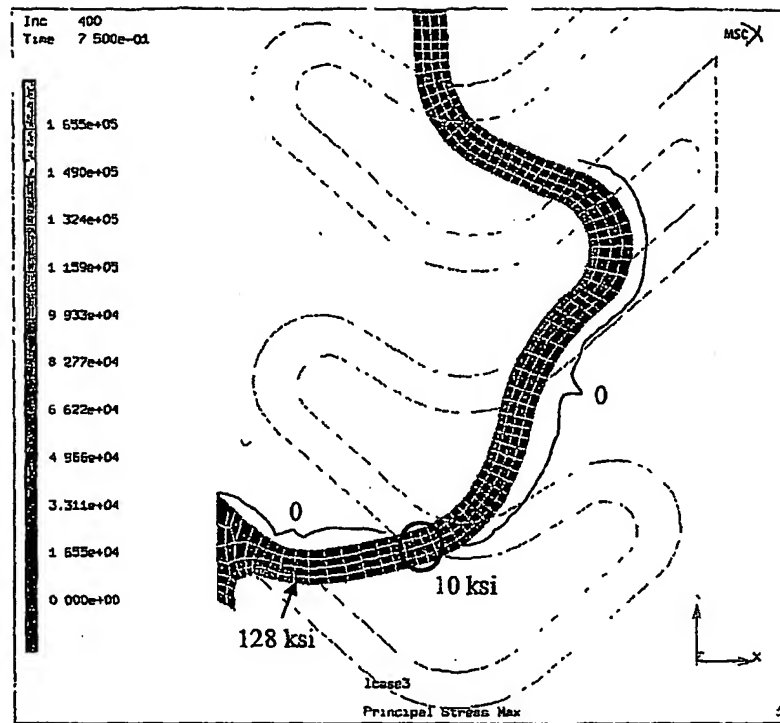 Inc 400
Time 7 500e-01
MSC
1 655e+05
1 490e+05
1 324e+05
1 159e+05
9 933e+04
8 277e+04
6 622e+04
4 966e+04
3.311e+04
1 655e+04
0 000e+00
0
0
10 ksi
128 ksi
X
lcase3
Principal Stress Max